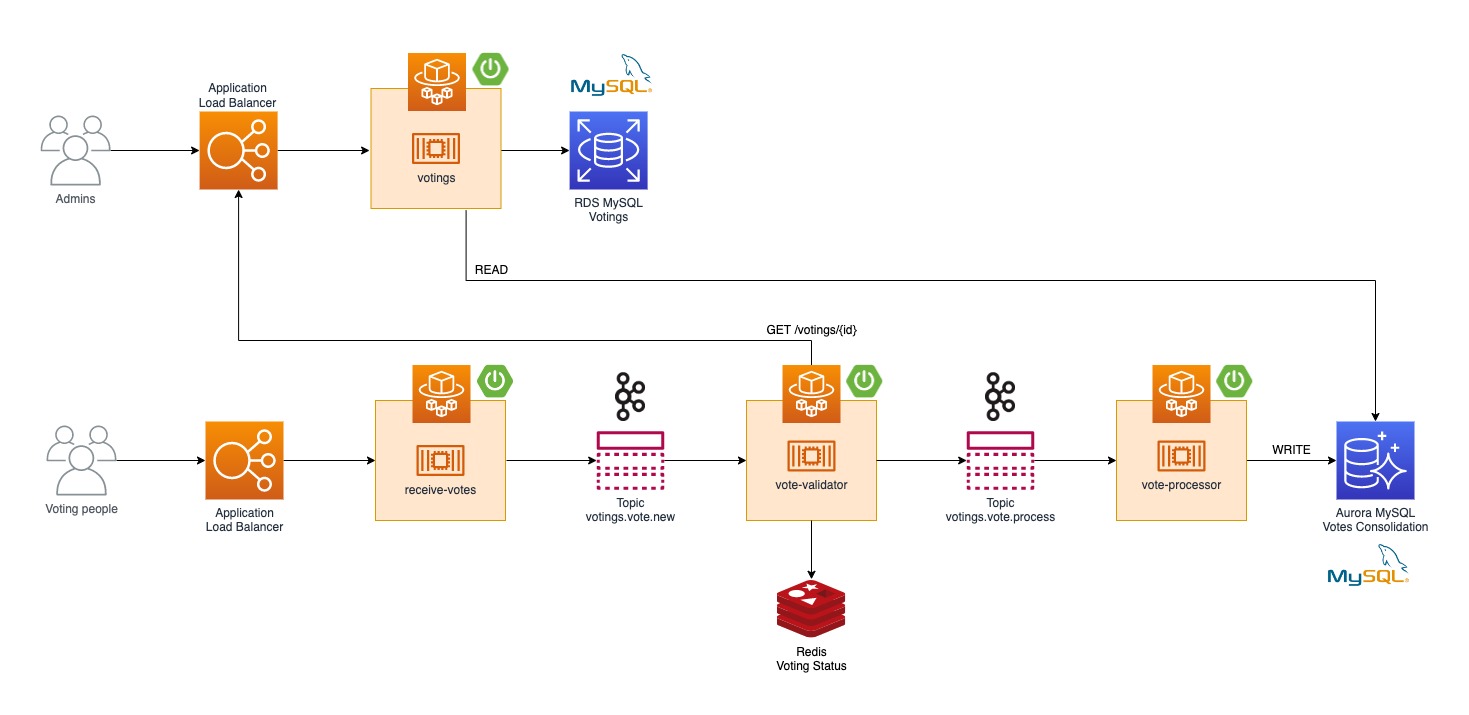 Application
Load Balancer
MySQL
Admins
votings
RDS MySQL
Votings
READ
GET /votings/{id}
Voting people
Application
Load Balancer
receive-votes
Topic
votings.vote.new
vote-validator
Topic
votings.vote.process
vote-processor
WRITE
Aurora MySQL
Votes Consolidation
MySQL
Redis
Voting Status